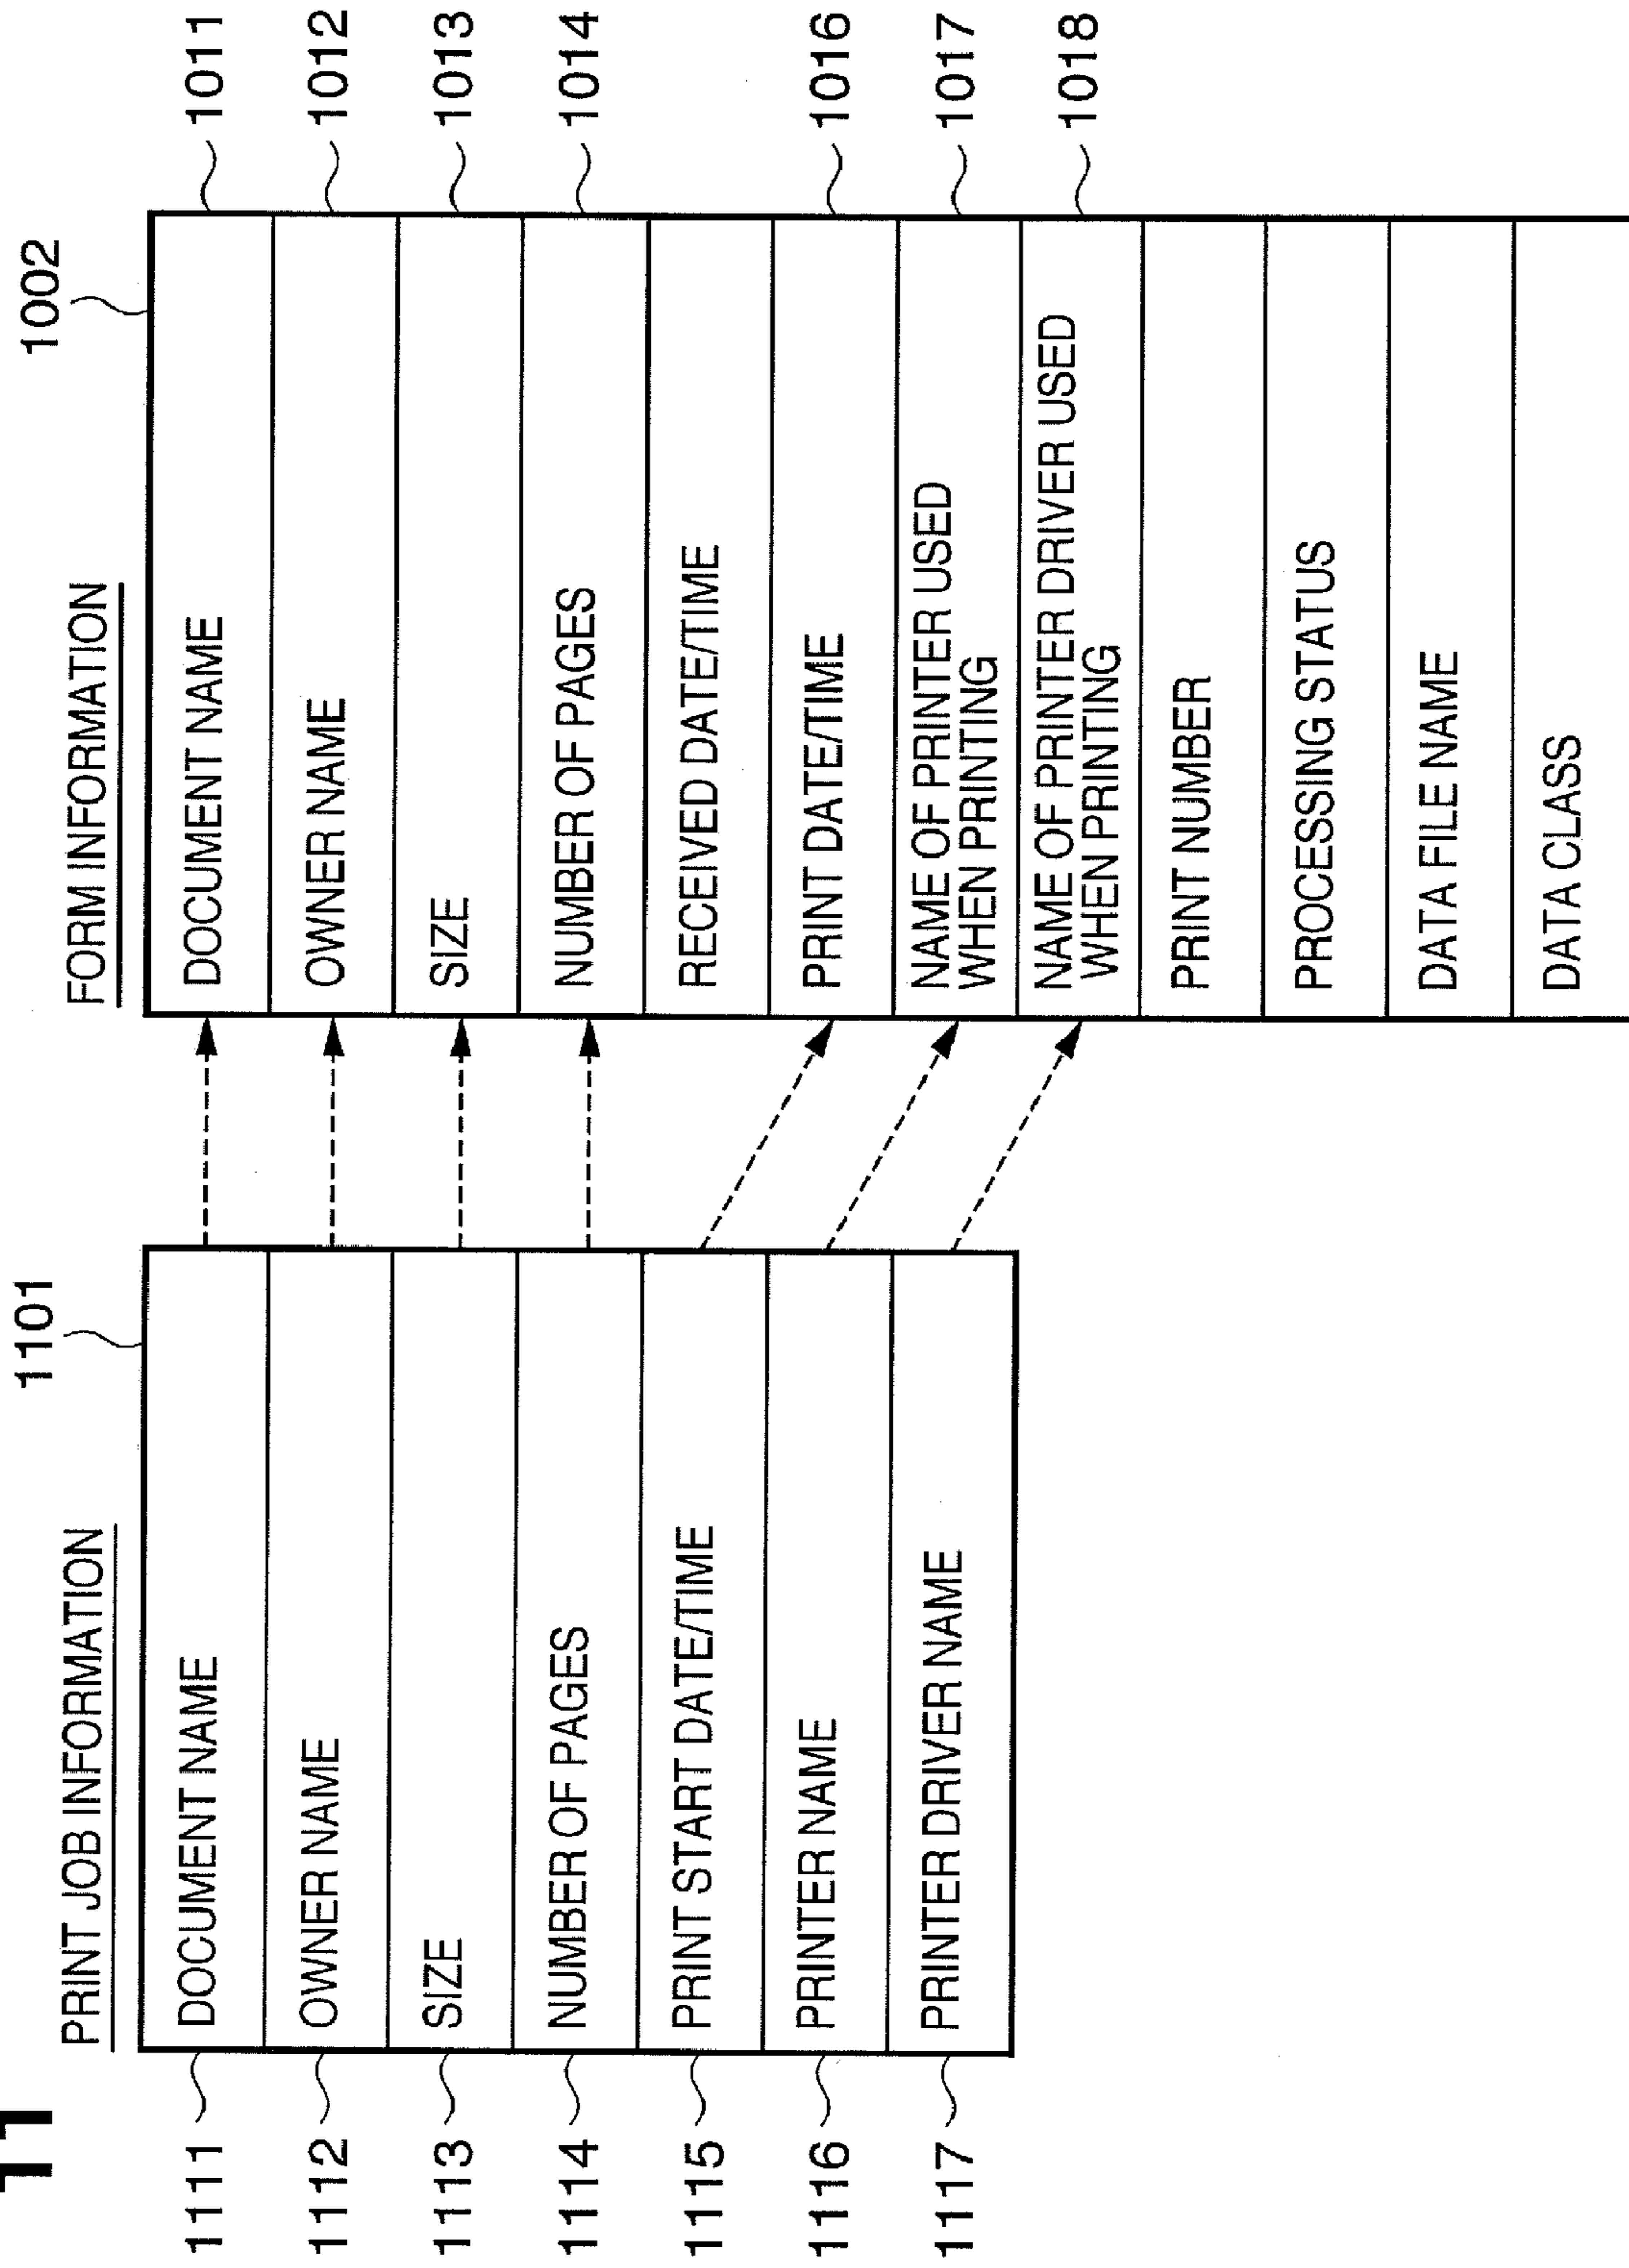 11
PRINT JOB INFORMATION
1101
1111
DOCUMENT NAME
1112
OWNER NAME
1113
SIZE
1114
NUMBER OF PAGES
1115
PRINT START DATE/TIME
1116
PRINTER NAME
1117
PRINTER DRIVER NAME
FORM INFORMATION
1002
DOCUMENT NAME
1011
OWNER NAME
1012
SIZE
1013
NUMBER OF PAGES
1014
RECEIVED DATE/TIME
PRINT DATE/TIME
1016
NAME OF PRINTER USED
WHEN PRINTING
1017
NAME OF PRINTER DRIVER USED
WHEN PRINTING
1018
PRINT NUMBER
PROCESSING STATUS
DATA FILE NAME
DATA CLASS